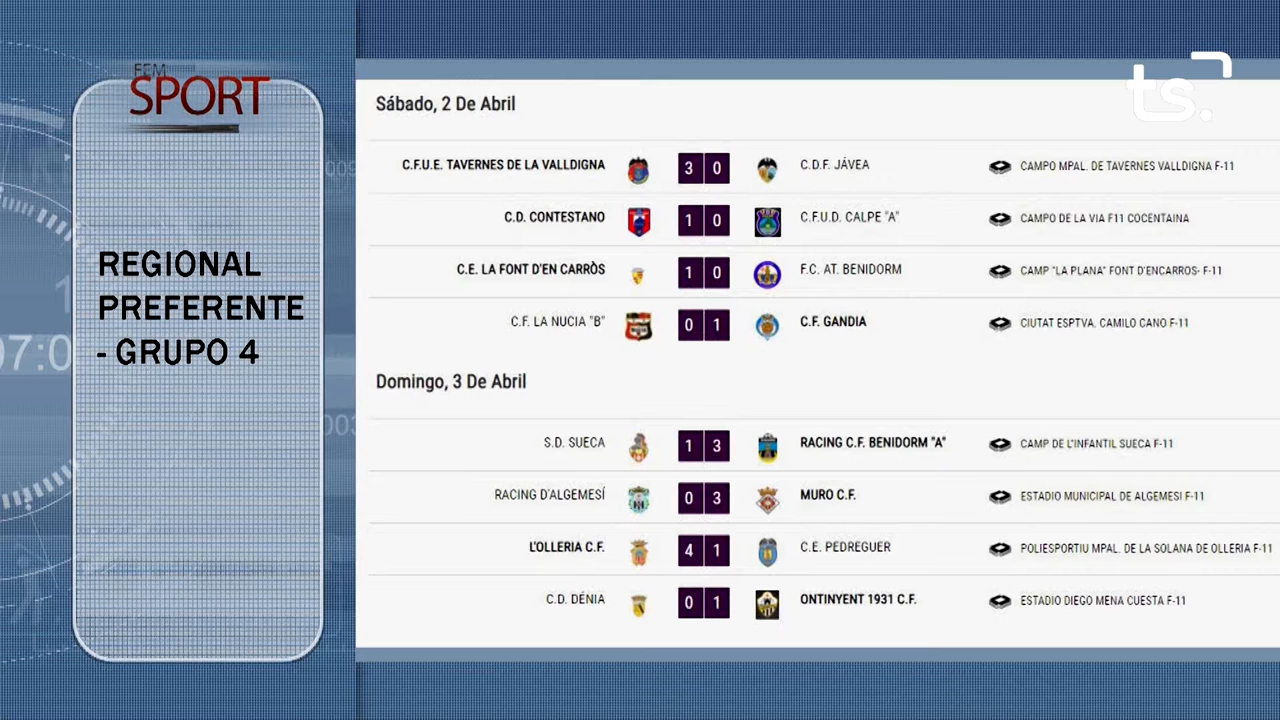 FEM
SPORT
ts.
REGIONAL
PREFERENTE
- GRUPO 4
Sábado, 2 De Abril
C.F.U.E. TAVERNES DE LA VALLDIGNA 3 0 C.D.F. JÁVEA CAMPO MPAL. DE TAVERNES VALLDIGNA F-11
C.D. CONTESTANO 1 0 C.F.U.D. CALPE "A" CAMPO DE LA VIA F11 COCENTAINA
C.E. LA FONT D'EN CARRÒS 1 0 F.C. AT. BENIDORM CAMP "LA PLANA" FONT D'ENCARROS- F-11
C.F. LA NUCIA "B" 0 1 C.F. GANDIA CIUTAT ESPTVA. CAMILO CANO F-11
Domingo, 3 De Abril
S.D. SUECA 1 3 RACING C.F. BENIDORM "A" CAMP DE L'INFANTIL SUECA F-11
RACING D'ALGEMESÍ 0 3 MURO C.F. ESTADIO MUNICIPAL DE ALGEMESI F-11
L'OLLERIA C.F. 4 1 C.E. PEDREGUER POLIESPORTIU MPAL. DE LA SOLANA DE OLLERIA F-11
C.D. DÉNIA 0 1 ONTINYENT 1931 C.F. ESTADIO DIEGO MENA CUESTA F-11